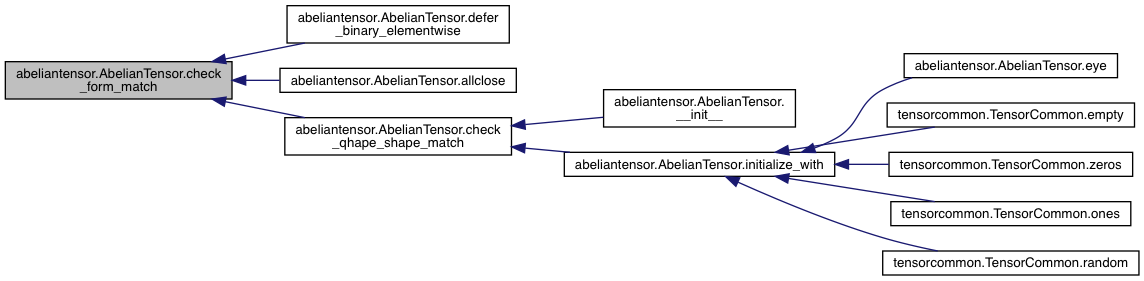 abeliantensor.AbelianTensor.check
_form_match
abeliantensor.AbelianTensor.defer
_binary_elementwise
abeliantensor.AbelianTensor.allclose
abeliantensor.AbelianTensor.check
_qhape_shape_match
abeliantensor.AbelianTensor.
__init__
abeliantensor.AbelianTensor.initialize_with
abeliantensor.AbelianTensor.eye
tensorcommon.TensorCommon.empty
tensorcommon.TensorCommon.zeros
tensorcommon.TensorCommon.ones
tensorcommon.TensorCommon.random